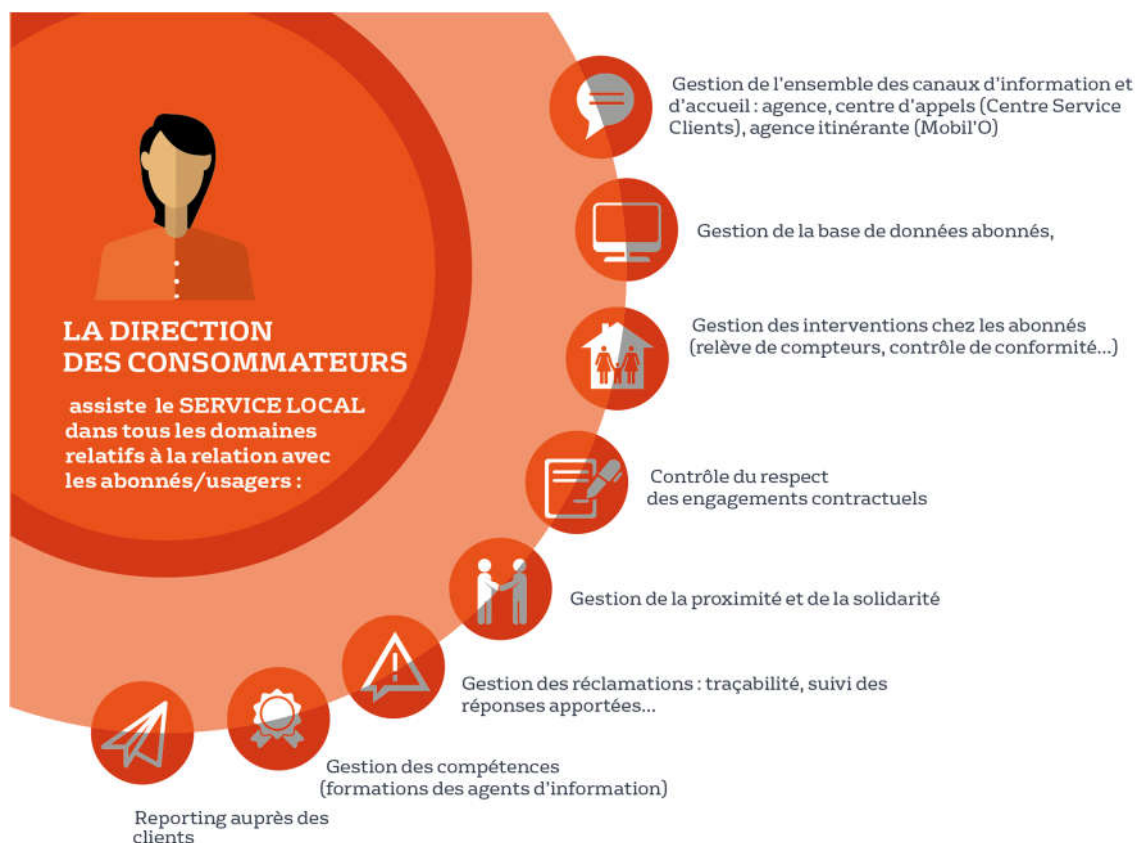 LA DIRECTION
DES CONSOMMATEURS
assiste le SERVICE LOCAL
dans tous les domaines
relatifs à la relation avec
les abonnés/usagers :
Gestion de l'ensemble des canaux d'information et
d'accueil : agence, centre d'appels (Centre Service
Clients), agence itinérante (Mobil'O)
Gestion de la base de données abonnés,
Gestion des interventions chez les abonnés
(relève de compteurs, contrôle de conformité...)
Contrôle du respect
des engagements contractuels
Gestion de la proximité et de la solidarité
Gestion des réclamations : traçabilité, suivi des
réponses apportées...
Gestion des compétences
(formations des agents d'information)
Reporting auprès des
clients